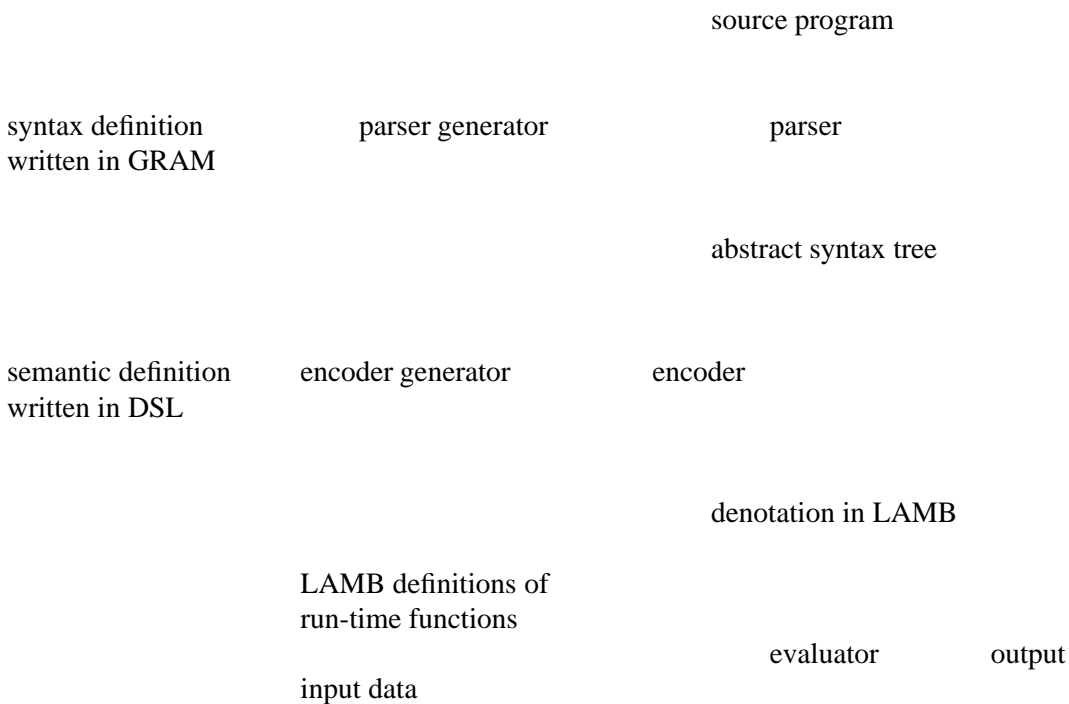 source program
syntax definition parser generator parser
written in GRAM
abstract syntax tree
semantic definition encoder generator encoder
written in DSL
denotation in LAMB
LAMB definitions of
run-time functions
evaluator output
input data